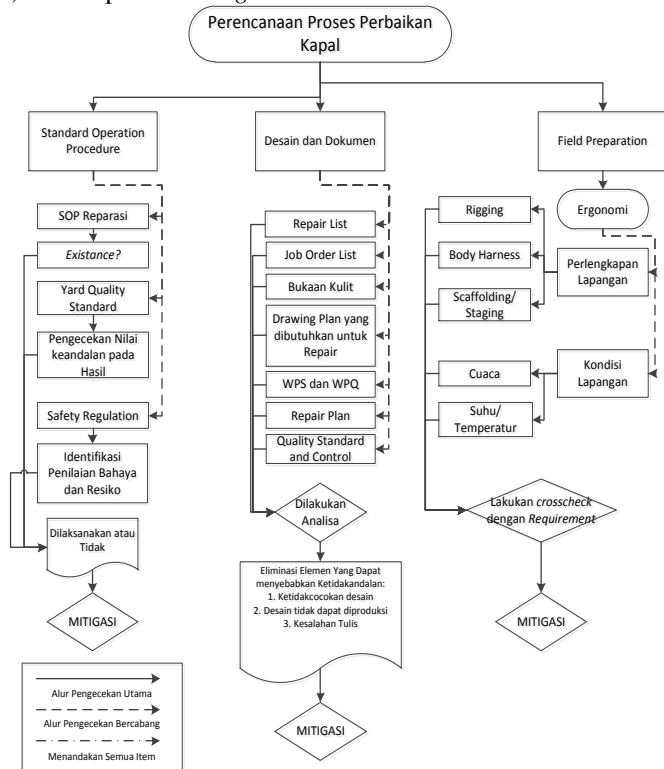 Perencanaan Proses Perbaikan
Kapal
Standard Operation
Procedure
SOP Reparasi
Existance?
Yard Quality
Standard
Pengecekan Nilai
keandalan pada
Hasil
Safety Regulation
Identifikasi
Penilaian Bahaya
dan Resiko
Dilaksanakan atau
Tidak
MITIGASI
Desain dan Dokumen
Repair List
Job Order List
Bukaan Kulit
Drawing Plan yang
dibutuhkan untuk
Repair
WPS dan WPQ
Repair Plan
Quality Standard
and Control
Dilakukan
Analisa
Eliminasi Elemen Yang Dapat
menyebabkan Ketidakandalan:
1. Ketidakcocokan desain
2. Desain tidak dapat diproduksi
3. Kesalahan Tulis
MITIGASI
Field Preparation
Ergonomi
Rigging
Body Harness
Scaffolding/
Staging
Perlengkapan
Lapangan
Cuaca
Suhu/
Temperatur
Kondisi
Lapangan
Lakukan crosscheck
dengan Requirement
MITIGASI
Alur Pengecekan Utama
Alur Pengecekan Bercabang
Menandakan Semua Item